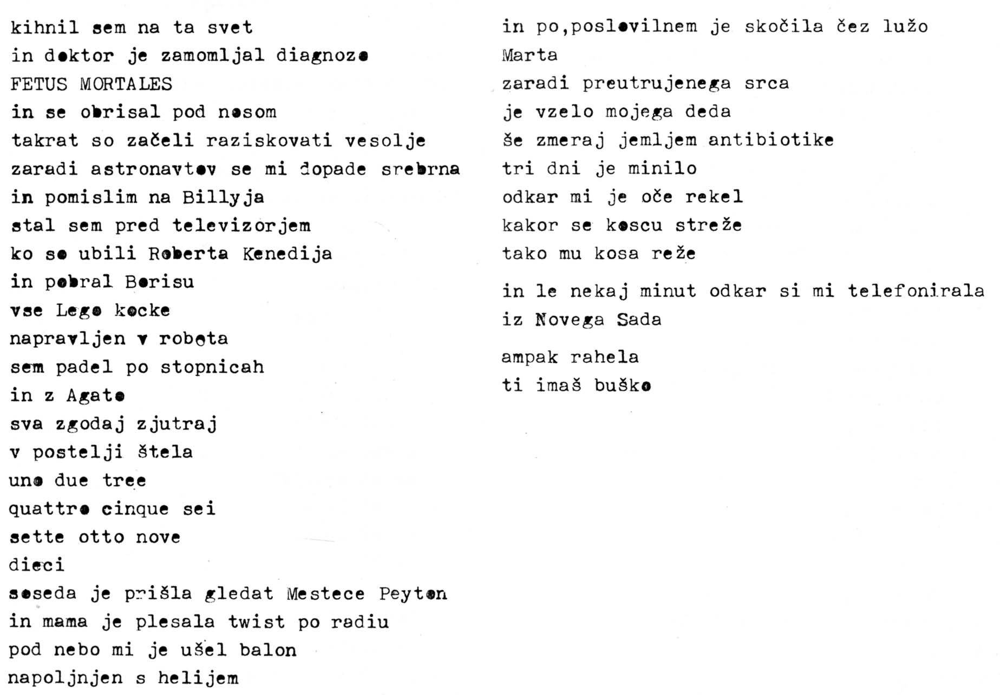 kihnil sem na ta svet
in doktor je zamomljal diagnozo
FETUS MORTALES
in se obrisal pod nosom
takrat so začeli raziskovati vesolje
zaradi astronavtov se mi dopade srebrna
in pomislim na Billyja
stal sem pred televizorjem
ko so ubili Roberta Kenedija
in pobral Borisu
vse Lego kocke
napravljen v robota
sem padel po stopnicah
in z Agato
sva zgodaj zjutraj
v postelji štela
uno due tree
quattro cinque sei
sette otto nove
dieci
soseda je prišla gledat Mestece Peyton
in mama je plesala twist po radiu
pod nebo mi je ušel balon
napoljnjen s helijem
in po,poslovilnem je skočila čez lužo
Marta
zaradi preutrujenega srca
je vzelo mojega deda
še zmeraj jemljem antibiotike
tri dni je minilo
odkar mi je oče rekel
kakor se koscu streže
tako mu kosa reže
in le nekaj minut odkar si mi telefonirala
iz Novega Sada
ampak rahela
ti imaš buško